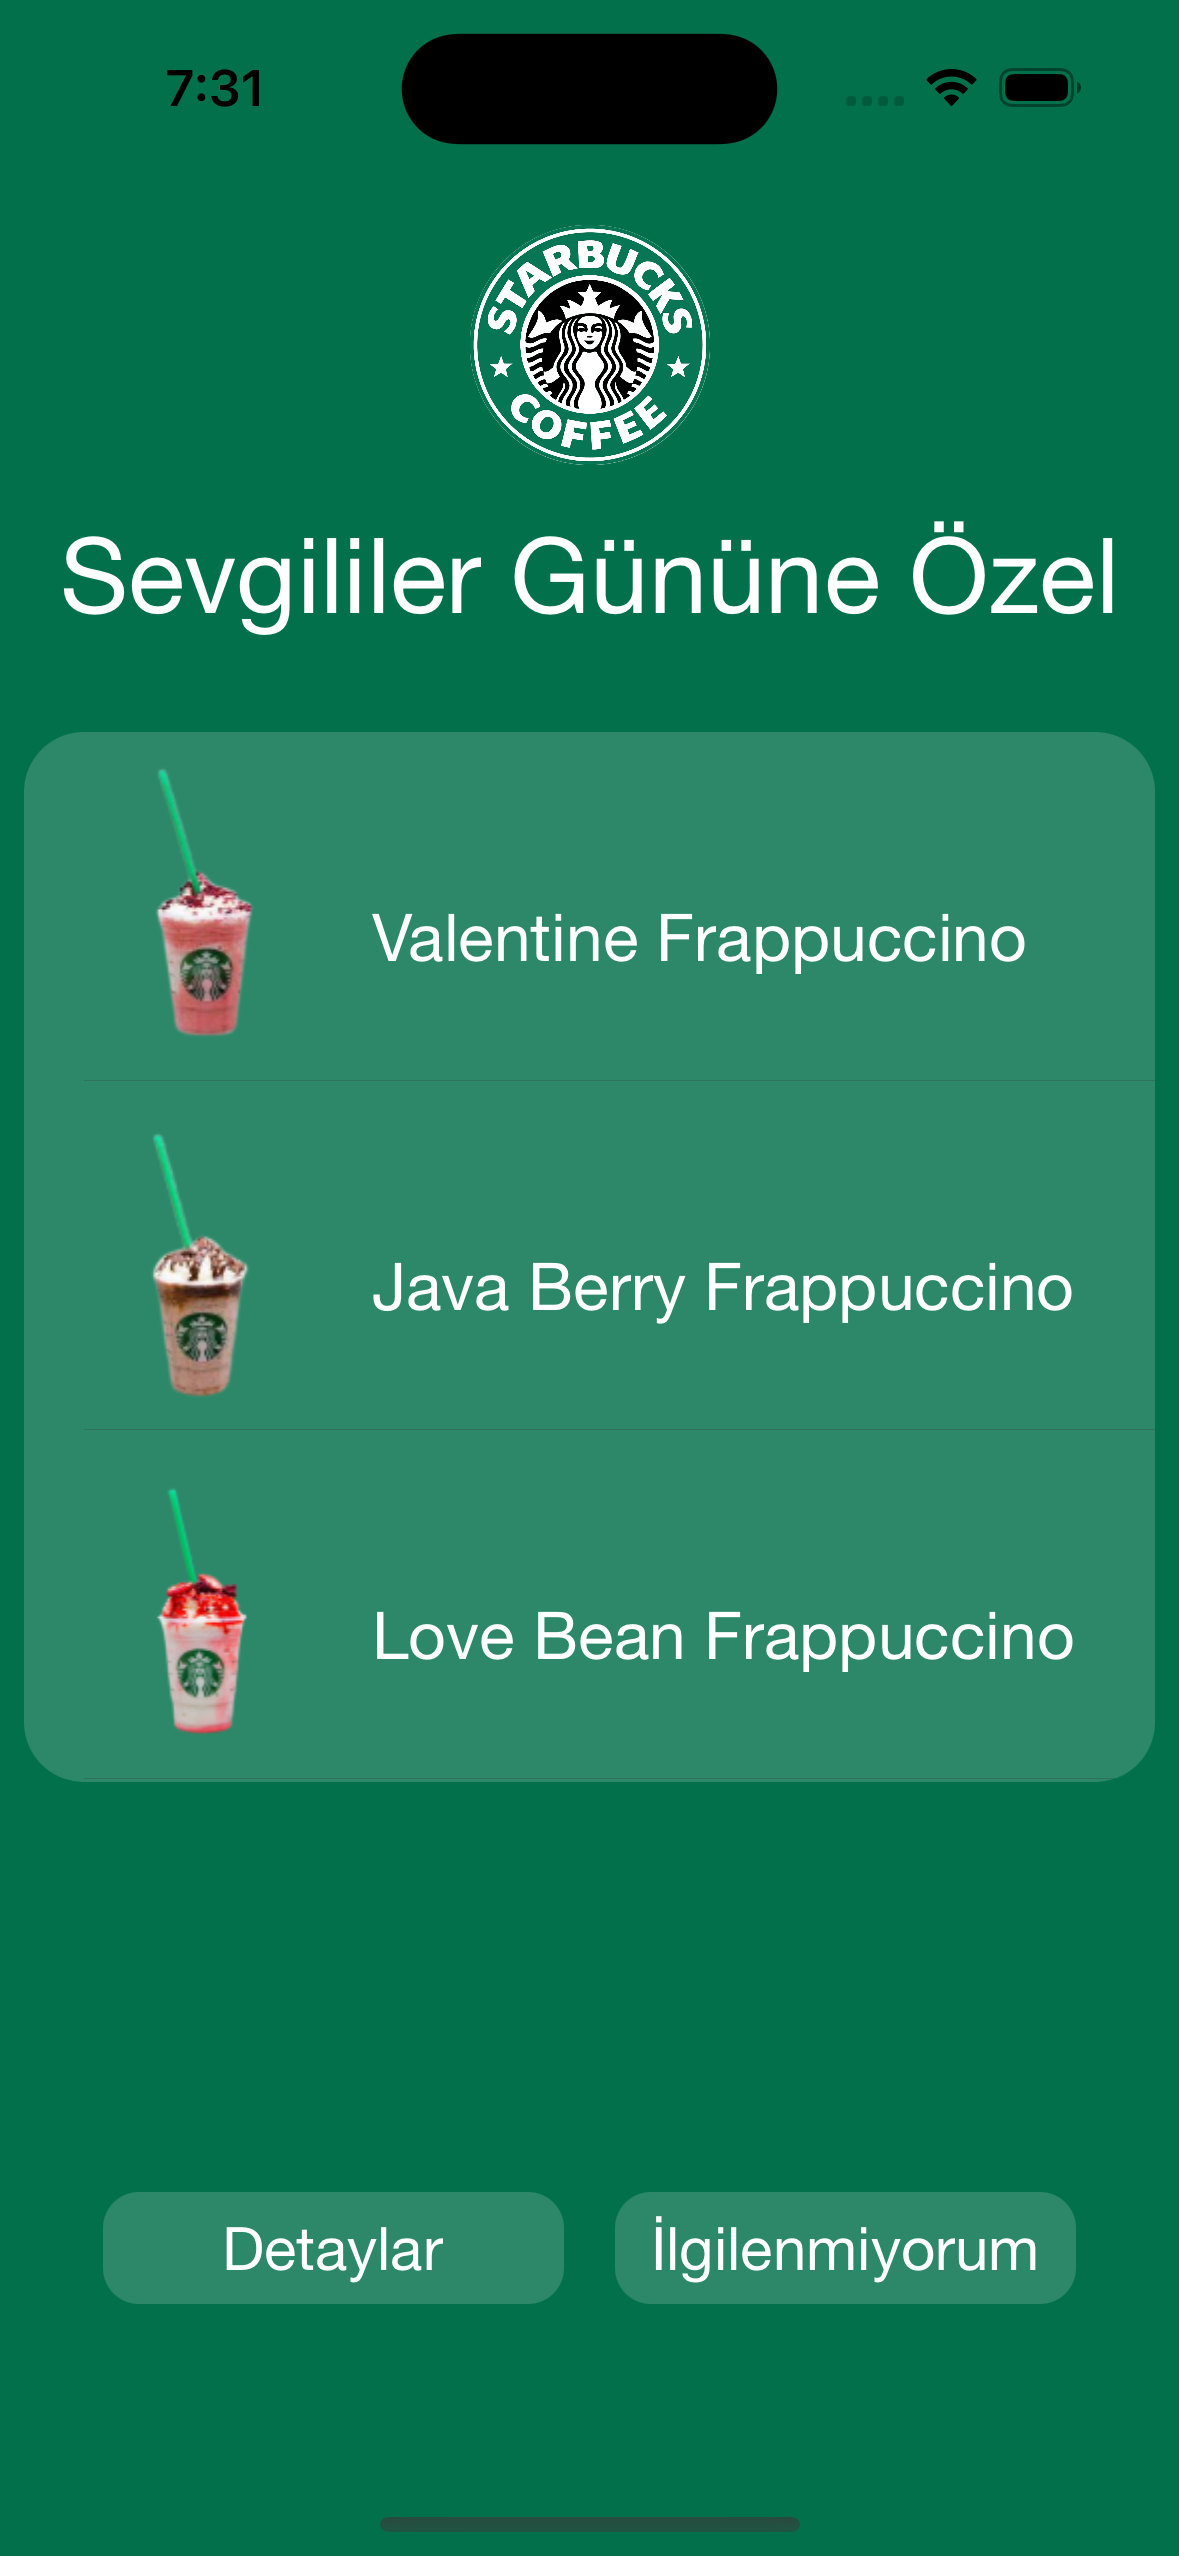 7:31
STARBUCKS
COFFEE
Sevgililer Gününe Özel
Valentine Frappuccino
Java Berry Frappuccino
Love Bean Frappuccino
Detaylar
İlgilenmiyorum